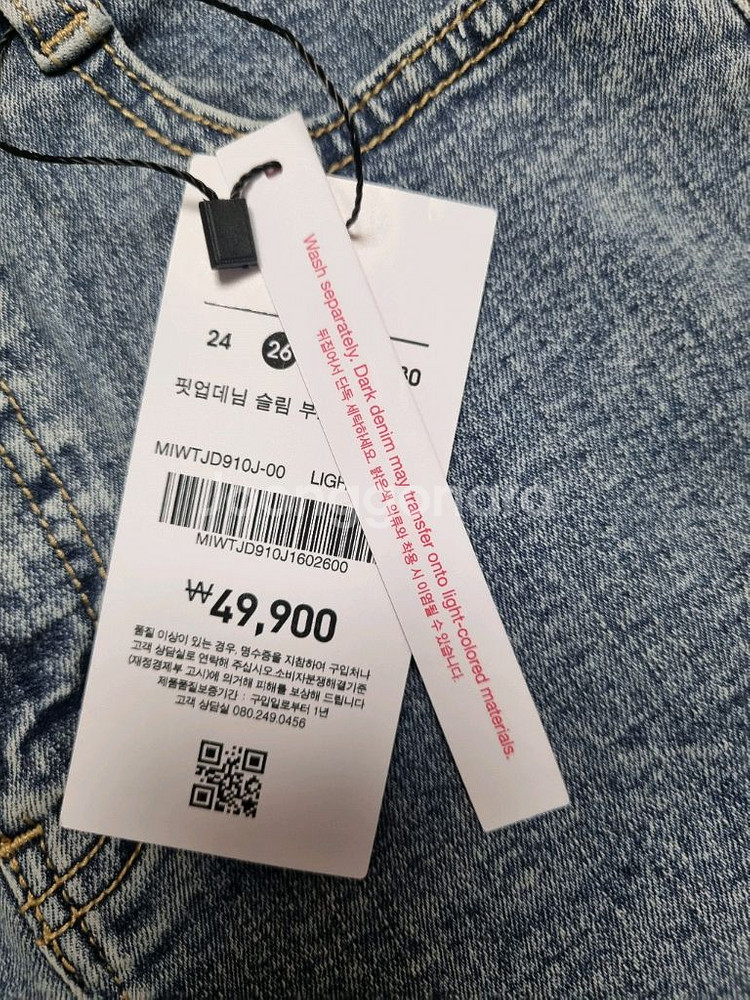 24 26 30
핏업데님 슬림 부
MIWTJD910J-00 LIGH
MIWTJD910J1602600
₩49,900
품질 이상이 있는 경우, 명수증을 지참하여 구입처나
고객 상담실로 연락해 주십시오.소비자분쟁해결기준
(재정경제부 고시)에 의거해 피해를 보상해 드립니다
제품품질보증기간 : 구입일로부터 1년
고객 상담실 080.249.0456
Wash separately. Dark denim may transfer onto light-colored materials.
뒤집어서 단독 세탁하세요. 밝은색 의류와 착용 시 이염될 수 있습니다.
joonggonara